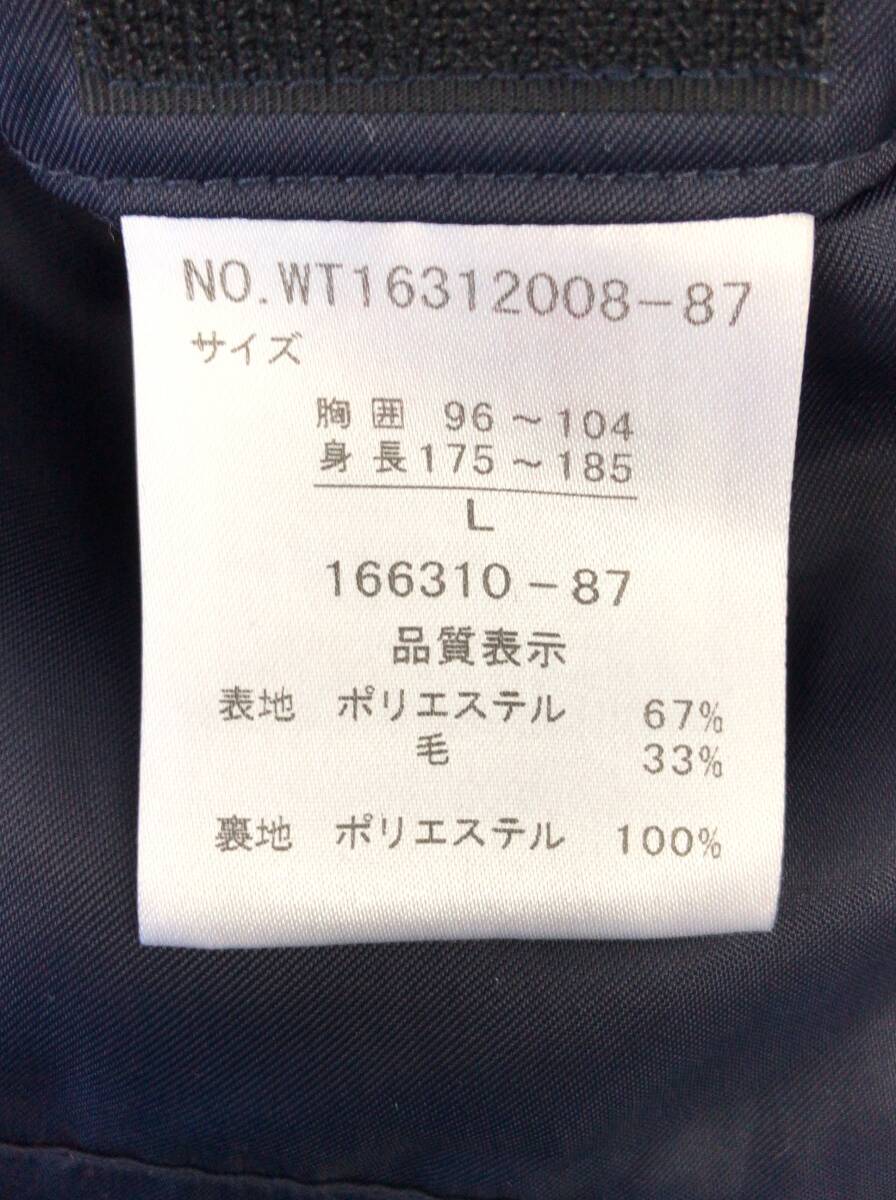 NO.WT16312008-87
サイズ
胸囲 96～104
身長175～185
L
166310-87
品質表示
表地 ポリエステル 67%
毛 33%
裏地 ポリエステル 100%